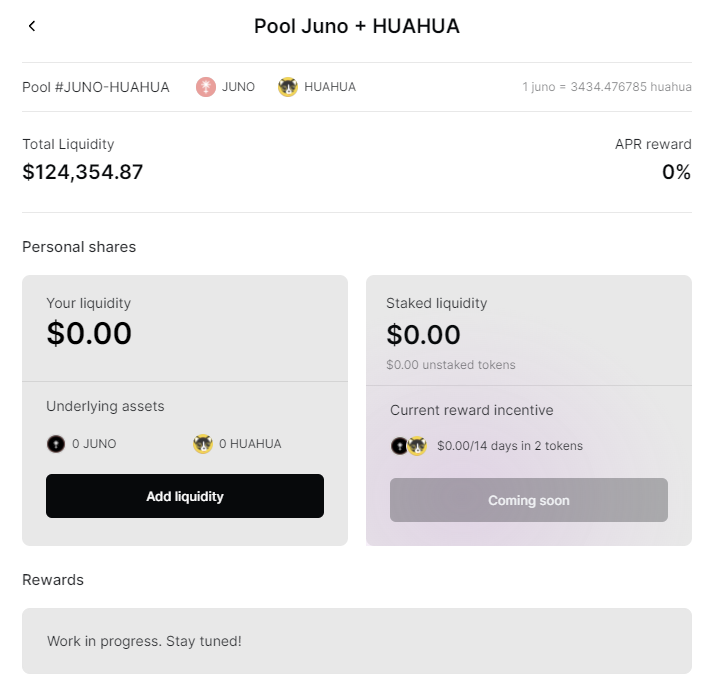 Pool Juno + HUAHUA
Pool #JUNO-HUAHUA JUNO HUAHUA 1 juno = 3434.476785 huahua
Total Liquidity APR reward
$124,354.87 0%
Personal shares
Your liquidity
$0.00
Underlying assets
0 JUNO 0 HUAHUA
Add liquidity
Staked liquidity
$0.00
$0.00 unstaked tokens
Current reward incentive
$0.00/14 days in 2 tokens
Coming soon
Rewards
Work in progress. Stay tuned!